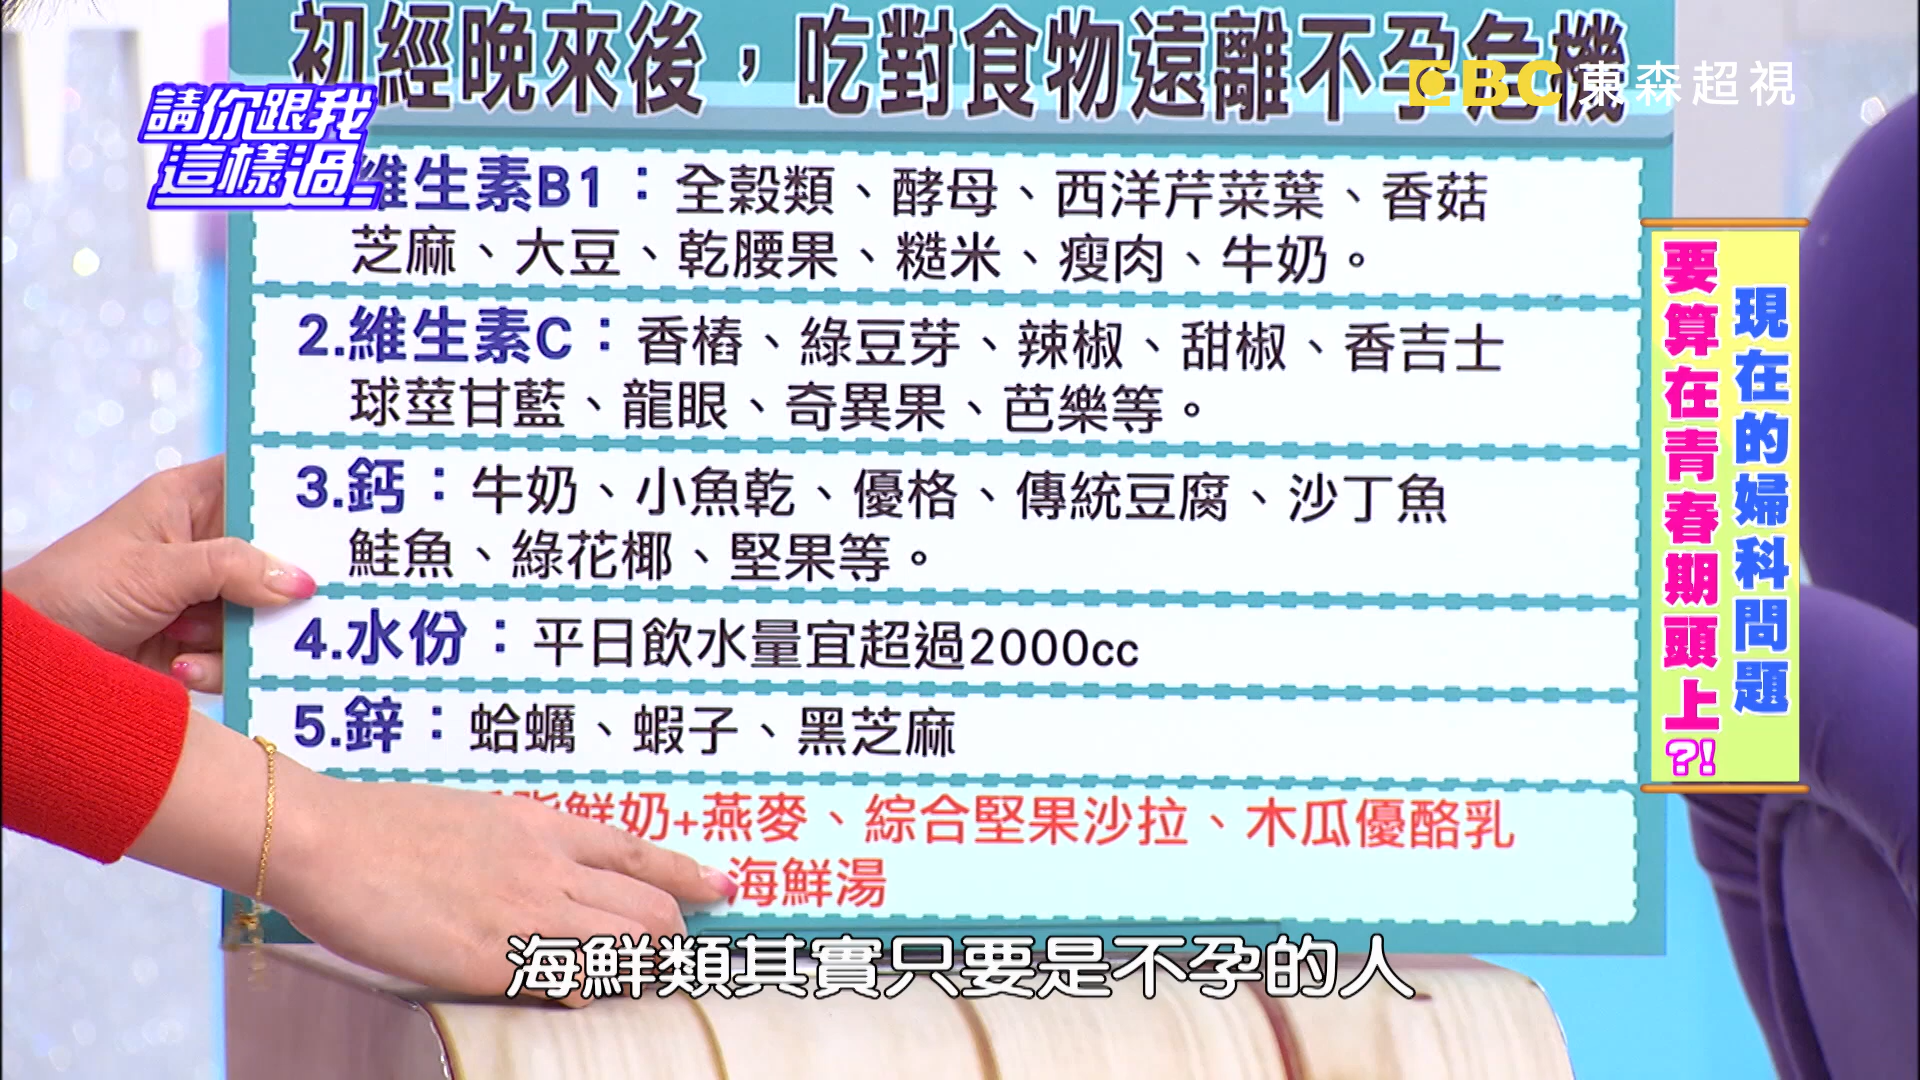 初經晚來後，吃對食物遠離不孕危機
EBC 東森超視
請你跟我
這樣過
維生素B1：全穀類、酵母、西洋芹菜葉、香菇
芝麻、大豆、乾腰果、糙米、瘦肉、牛奶。
2.維生素C：香椿、綠豆芽、辣椒、甜椒、香吉士
球莖甘藍、龍眼、奇異果、芭樂等。
3.鈣：牛奶、小魚乾、優格、傳統豆腐、沙丁魚
鮭魚、綠花椰、堅果等。
4.水份：平日飲水量宜超過2000cc
5.鋅：蛤蠣、蝦子、黑芝麻
脂鮮奶+燕麥、綜合堅果沙拉、木瓜優酪乳
海鮮湯
現在的婦科問題
要算在青春期頭上?!
海鮮類其實只要是不孕的人